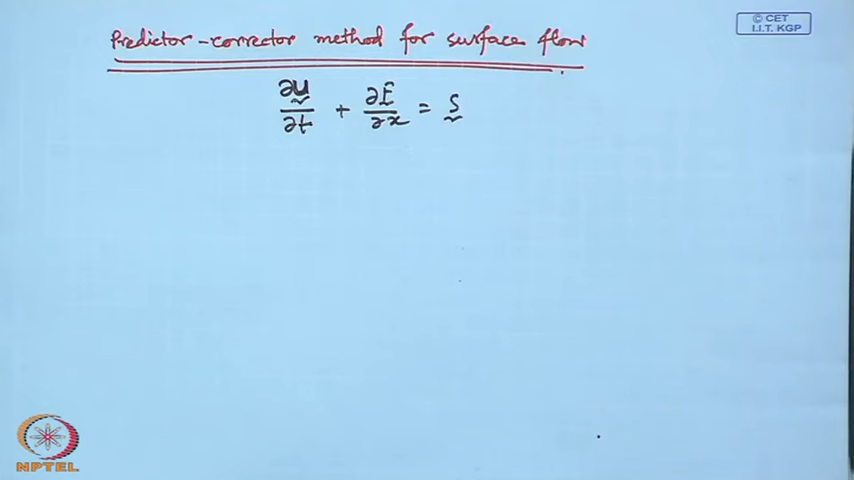 © CET
I.I.T. KGP
Predictor-corrector method for surface flow
∂U/∂t + ∂E/∂x = S
NPTEL